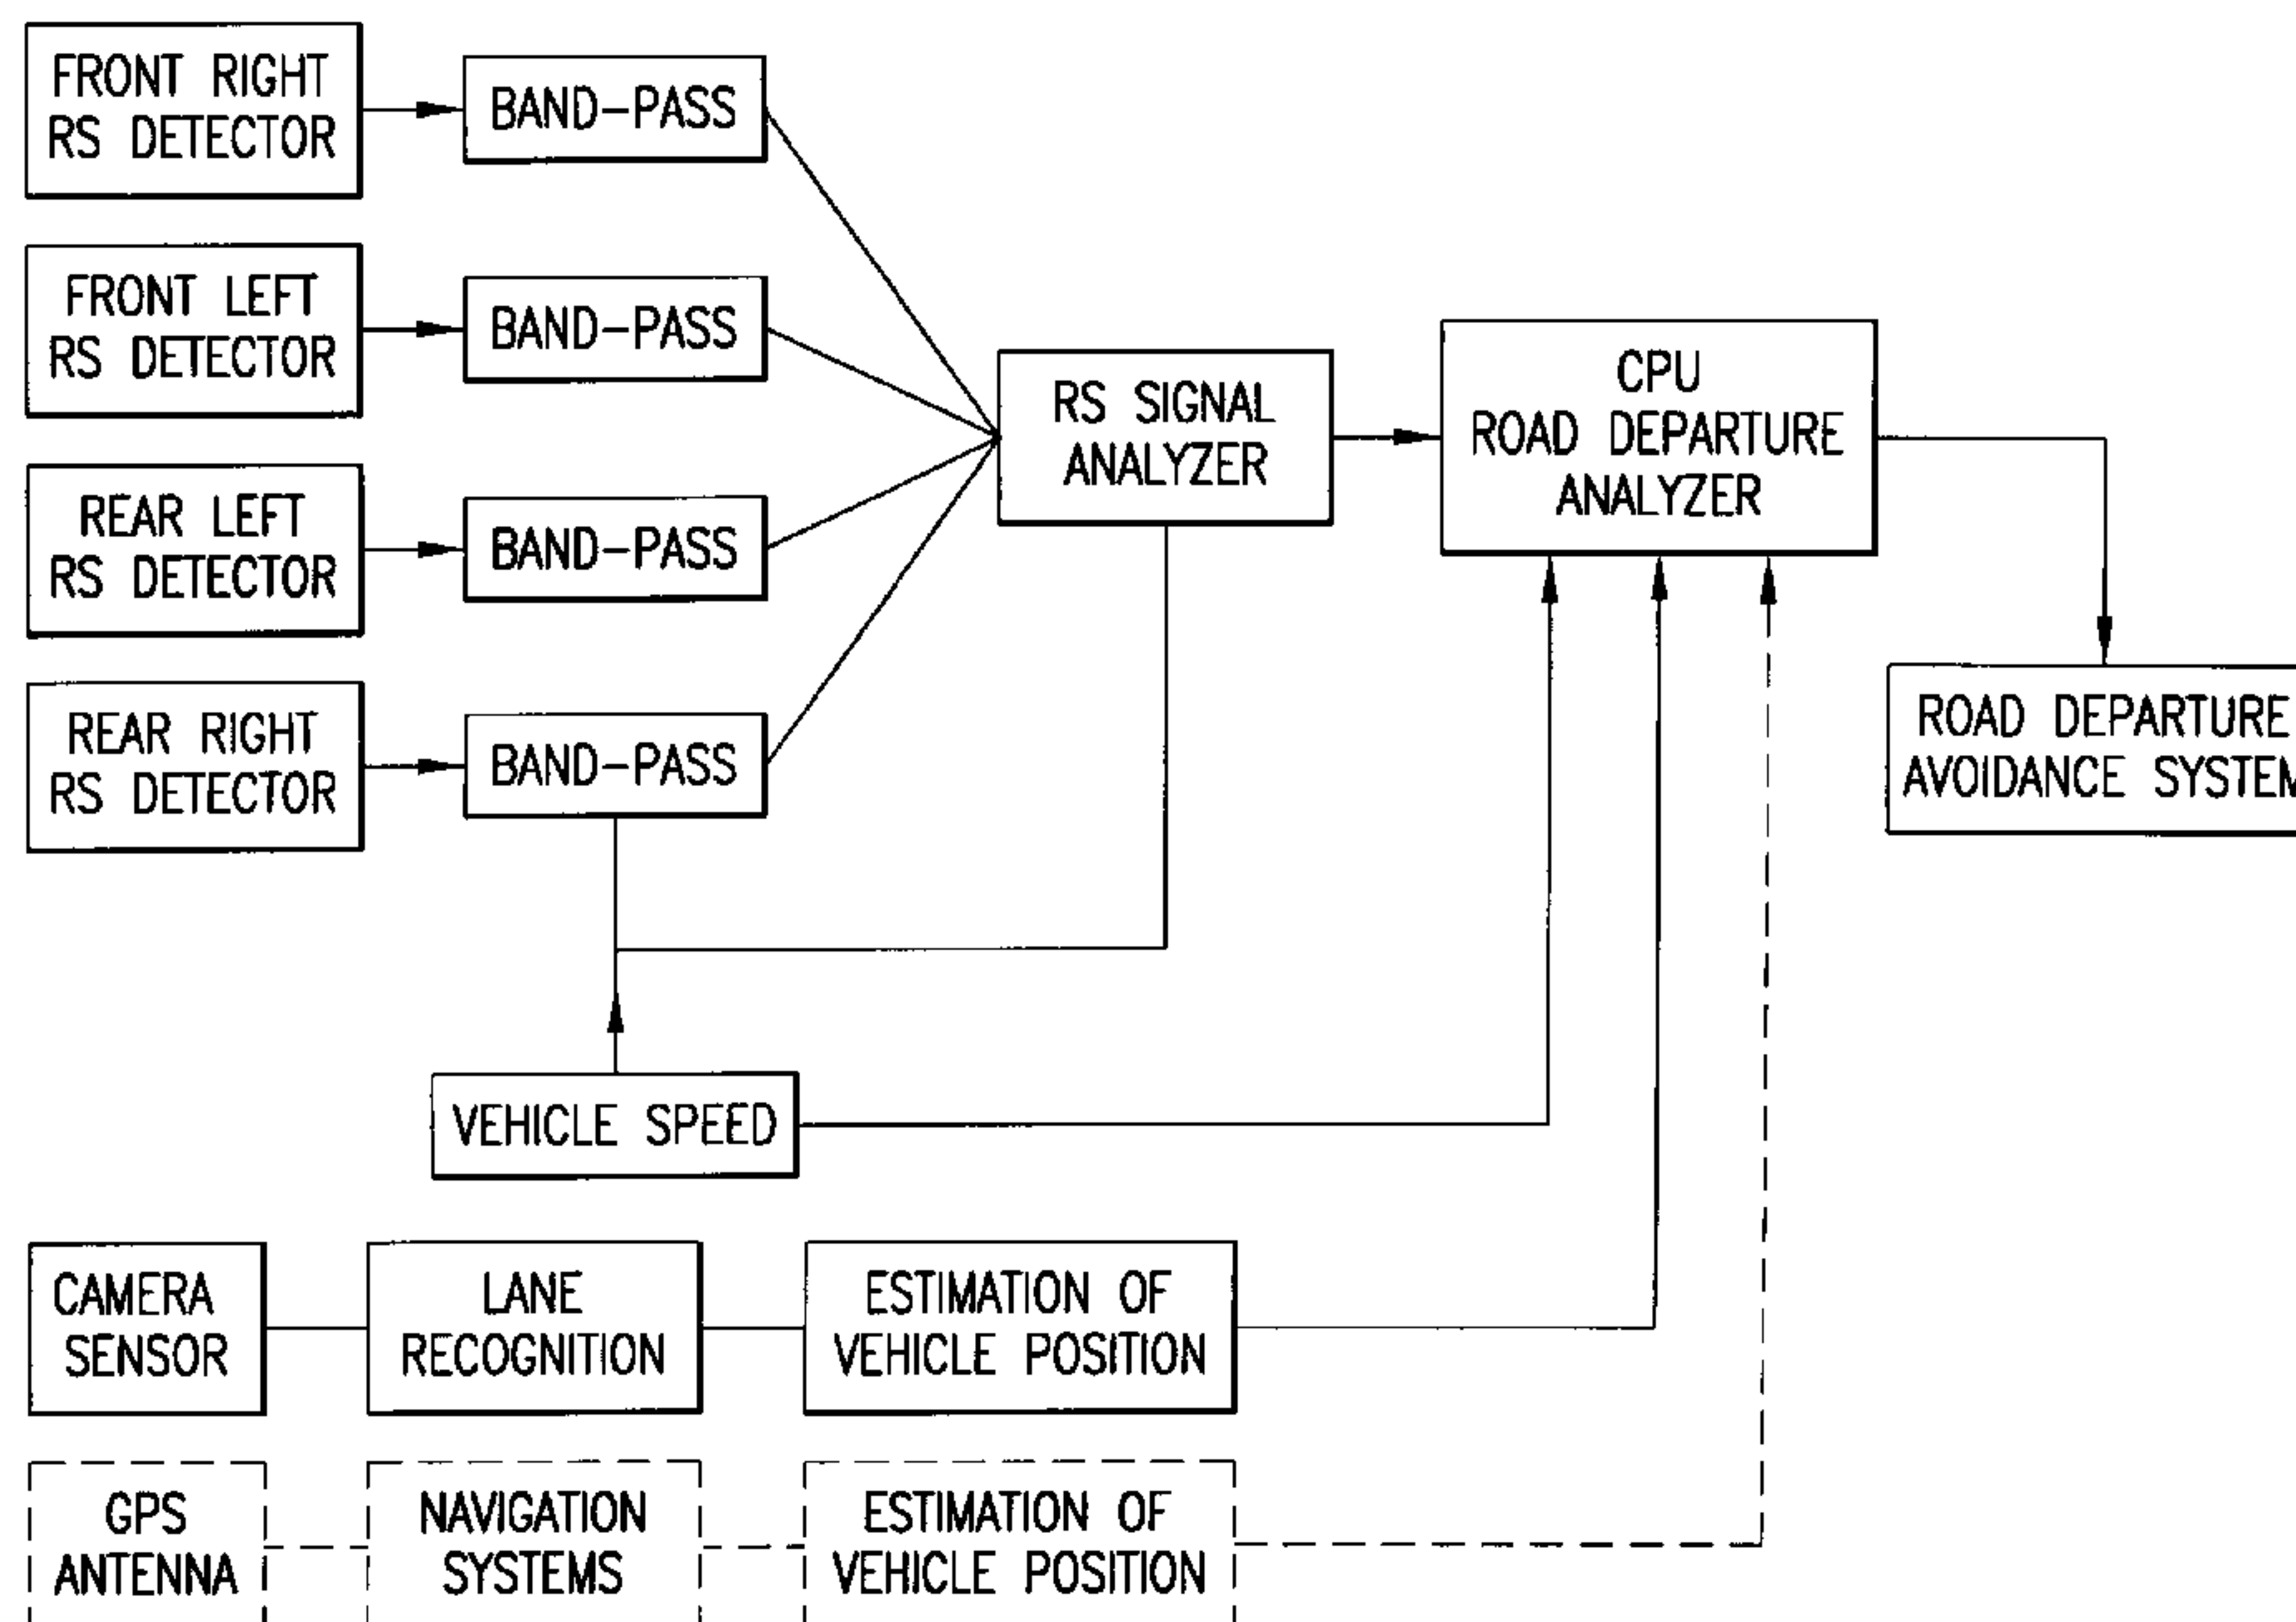 FRONT RIGHT
RS DETECTOR
BAND-PASS
FRONT LEFT
RS DETECTOR
BAND-PASS
REAR LEFT
RS DETECTOR
BAND-PASS
REAR RIGHT
RS DETECTOR
BAND-PASS
RS SIGNAL
ANALYZER
CPU
ROAD DEPARTURE
ANALYZER
ROAD DEPARTURE
AVOIDANCE SYSTEM
VEHICLE SPEED
CAMERA
SENSOR
LANE
RECOGNITION
ESTIMATION OF
VEHICLE POSITION
GPS
ANTENNA
NAVIGATION
SYSTEMS
ESTIMATION OF
VEHICLE POSITION